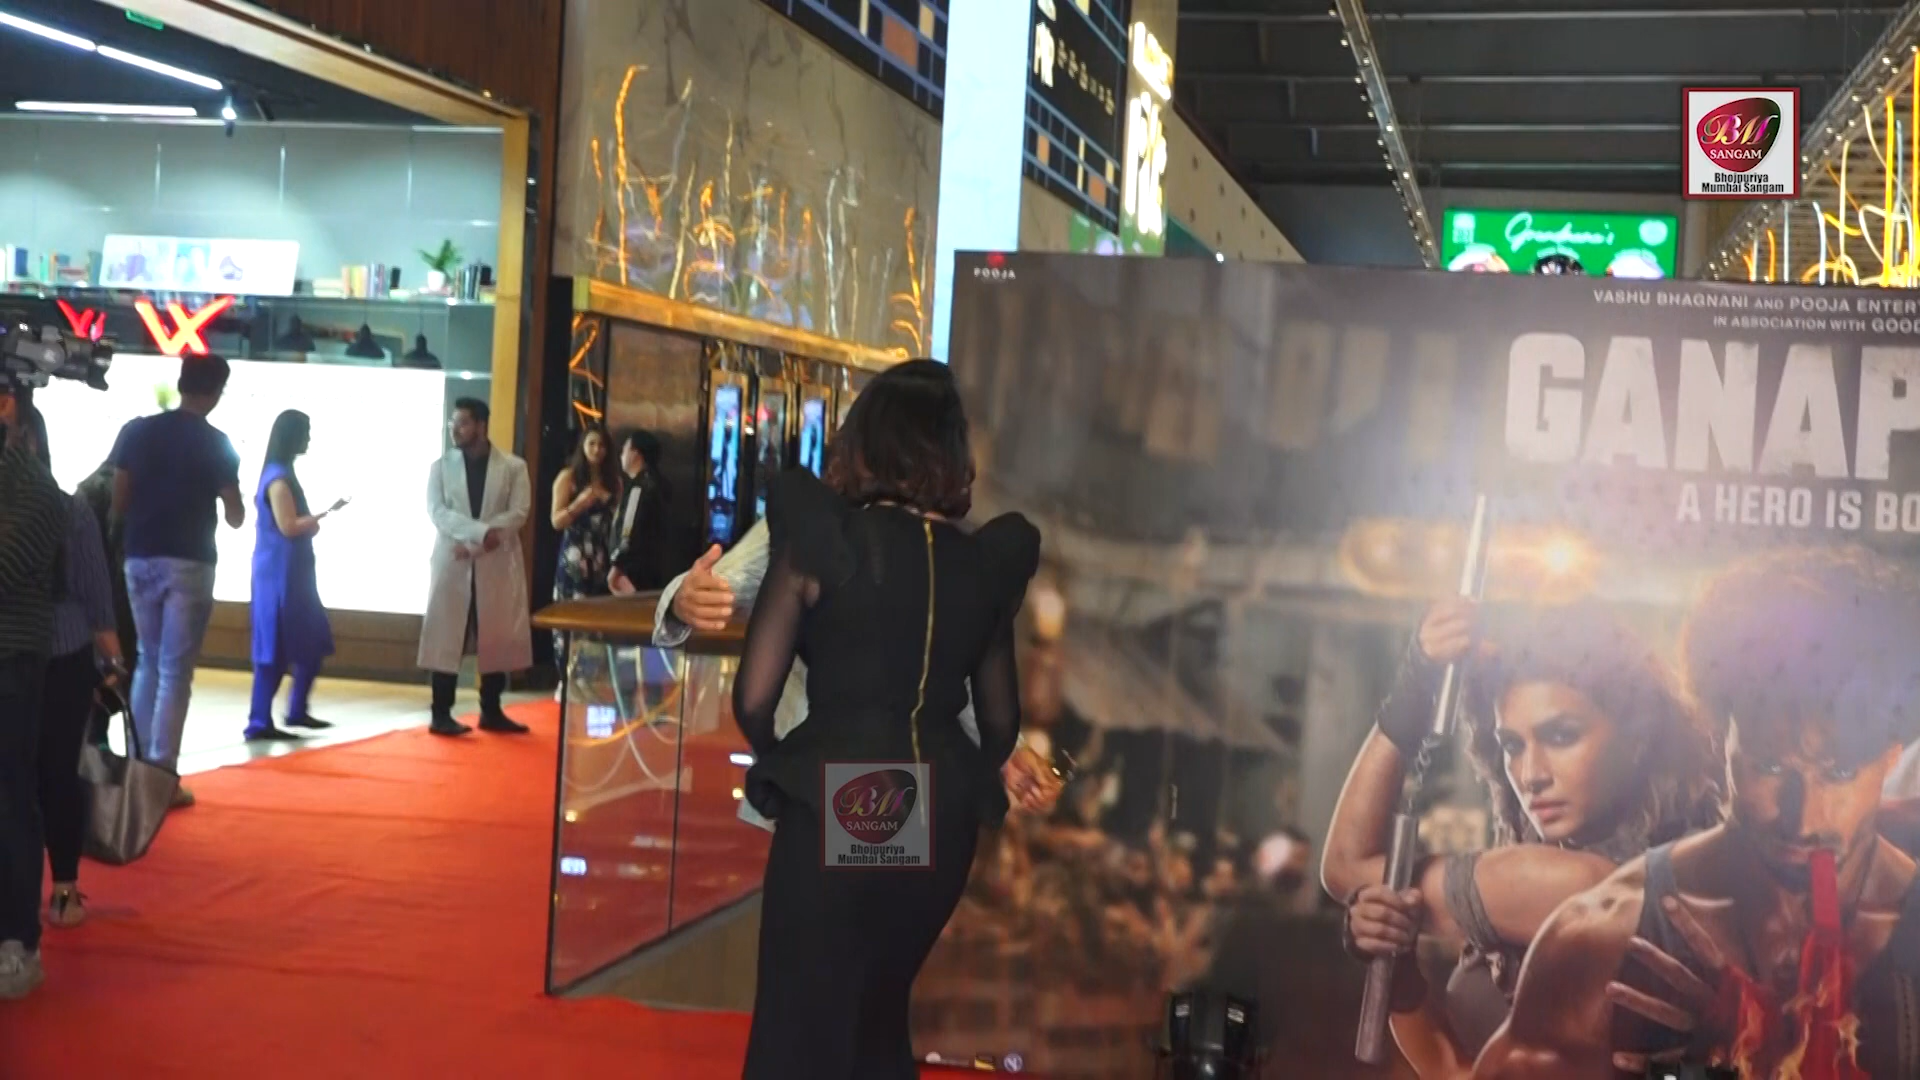 BM
SANGAM
Bhojpuriya
Mumbai Sangam
Grandmama's
POOJA
VASHU BHAGNANI AND POOJA ENTER
IN ASSOCIATION WITH GOOD
GANAP
A HERO IS BO
BM
SANGAM
Bhojpuriya
Mumbai Sangam